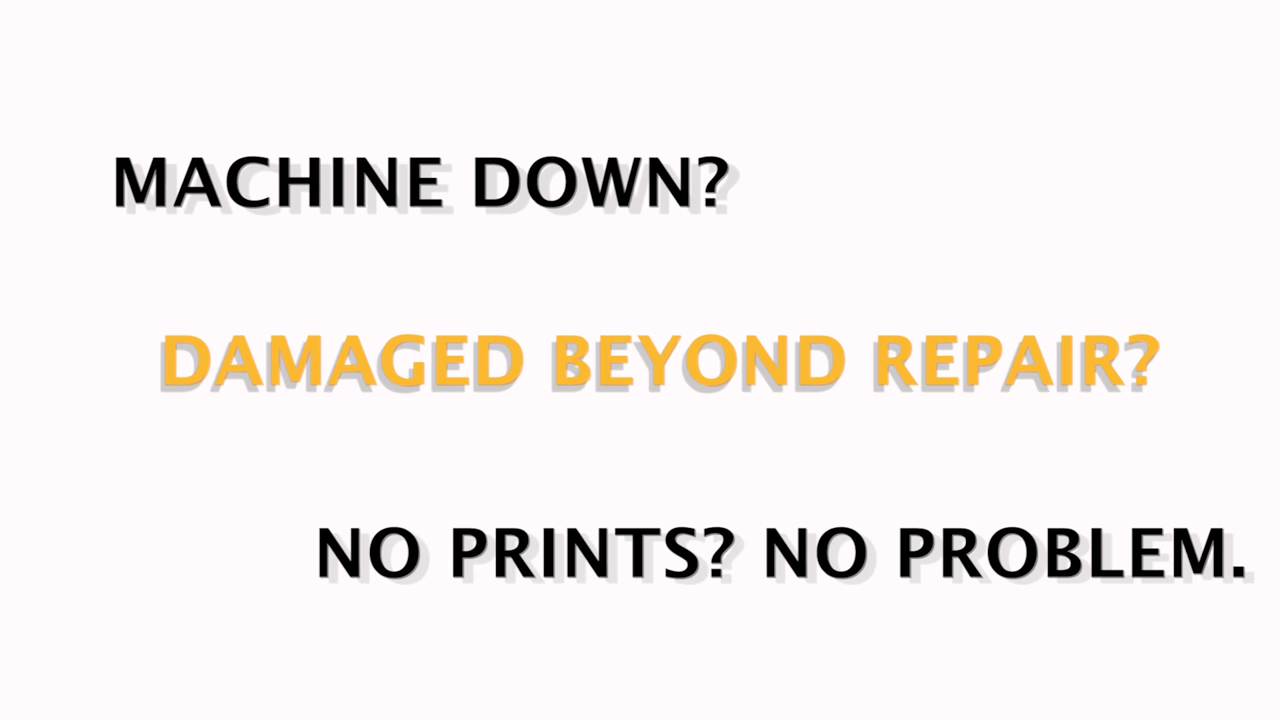 MACHINE DOWN?
DAMAGED BEYOND REPAIR?
NO PRINTS? NO PROBLEM.